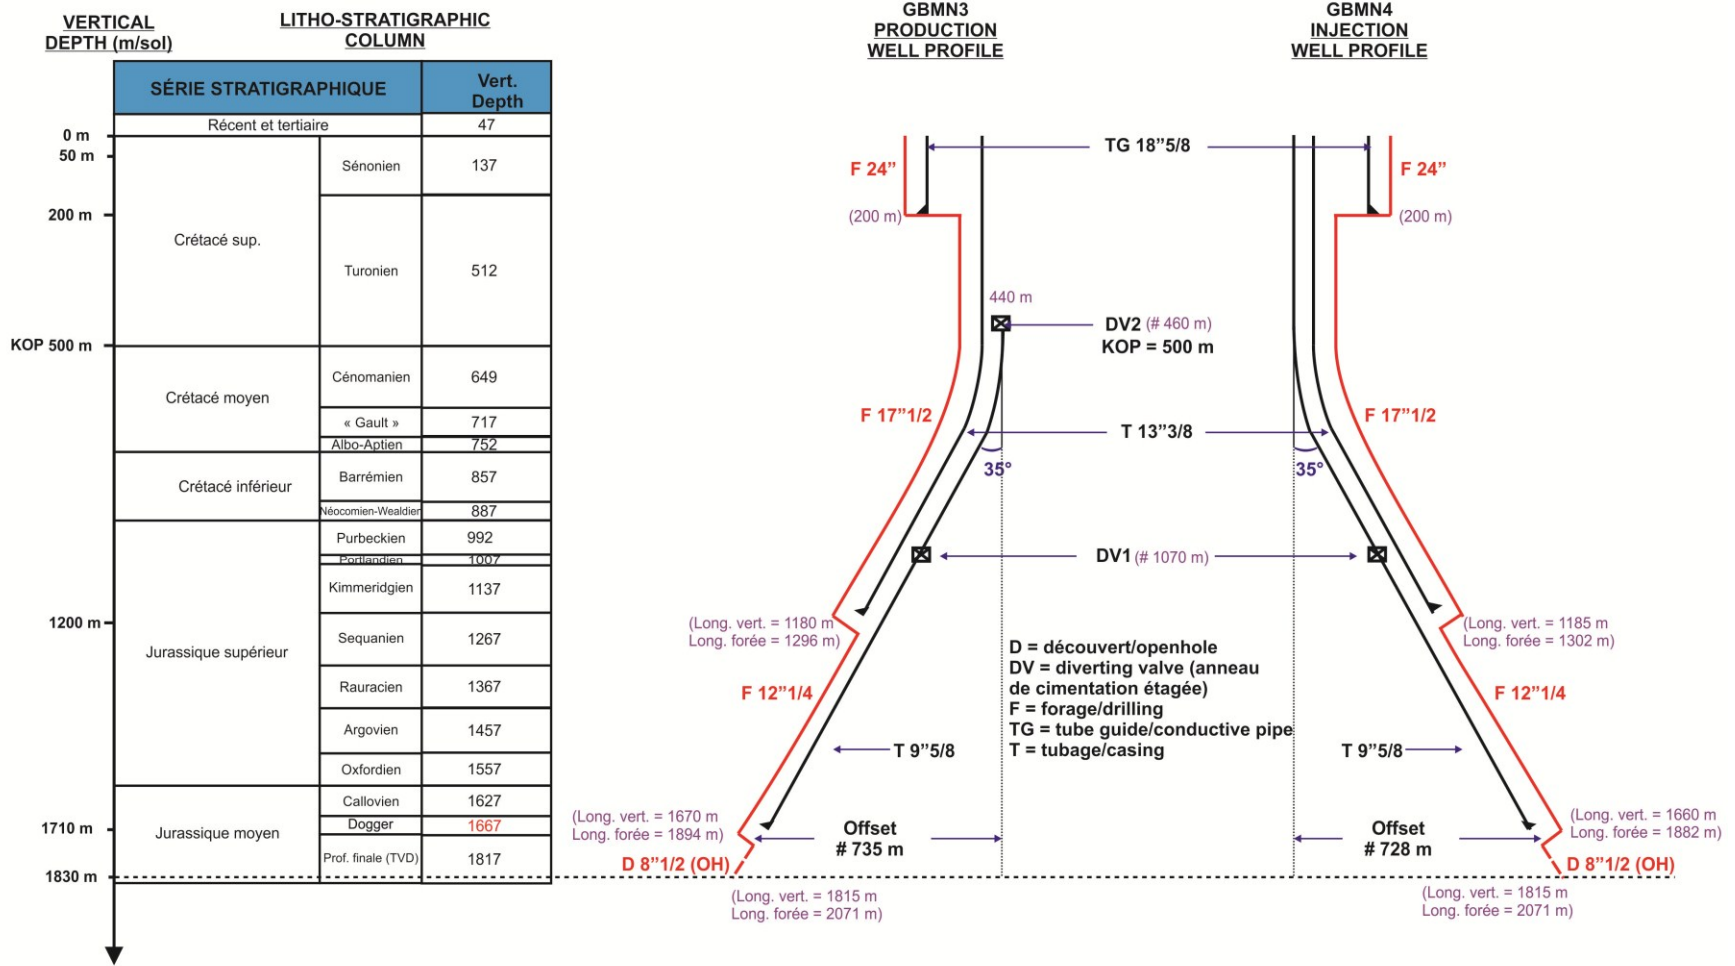 VERTICAL
DEPTH (m/sol)
LITHO-STRATIGRAPHIC
COLUMN
GBMN3
PRODUCTION
WELL PROFILE
GBMN4
INJECTION
WELL PROFILE
SÉRIE STRATIGRAPHIQUE
Vert.
Depth
Récent et tertiaire
47
0 m
50 m
200 m
KOP 500 m
1200 m
1710 m
1830 m
Crétacé sup.
Sénonien
137
Turonien
512
Crétacé moyen
Cénomanien
649
« Gault »
717
Albo-Aptien
752
Crétacé inférieur
Barrémien
857
Néocomien-Wealdien
887
Jurassique supérieur
Purbeckien
992
Portlandien
1007
Kimmeridgien
1137
Sequanien
1267
Rauracien
1367
Argovien
1457
Oxfordien
1557
Jurassique moyen
Callovien
1627
Dogger
1667
Prof. finale (TVD)
1817
TG 18”5/8
F 24”
F 24”
(200 m)
(200 m)
440 m
DV2 (# 460 m)
KOP = 500 m
F 17”1/2
F 17”1/2
T 13”3/8
35°
35°
DV1 (# 1070 m)
(Long. vert. = 1180 m
Long. forée = 1296 m)
(Long. vert. = 1185 m
Long. forée = 1302 m)
D = découvert/openhole
DV = diverting valve (anneau
de cimentation étagée)
F = forage/drilling
TG = tube guide/conductive pipe
T = tubage/casing
F 12”1/4
F 12”1/4
T 9”5/8
T 9”5/8
(Long. vert. = 1670 m
Long. forée = 1894 m)
(Long. vert. = 1660 m
Long. forée = 1882 m)
Offset
# 735 m
Offset
# 728 m
D 8”1/2 (OH)
D 8”1/2 (OH)
(Long. vert. = 1815 m
Long. forée = 2071 m)
(Long. vert. = 1815 m
Long. forée = 2071 m)